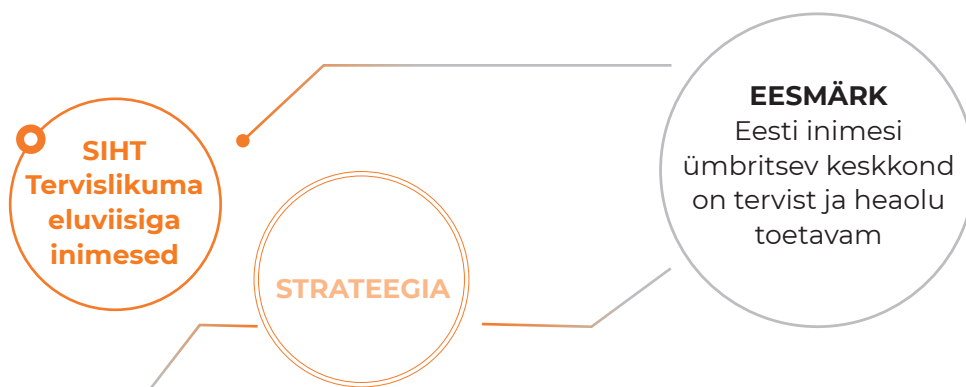 SIHT
Tervislikuma
eluviisiga
inimesed
STRATEEGIA
EESMÄRK
Eesti inimesi
ümbritsev keskkond
on tervist ja heaolu
toetavam